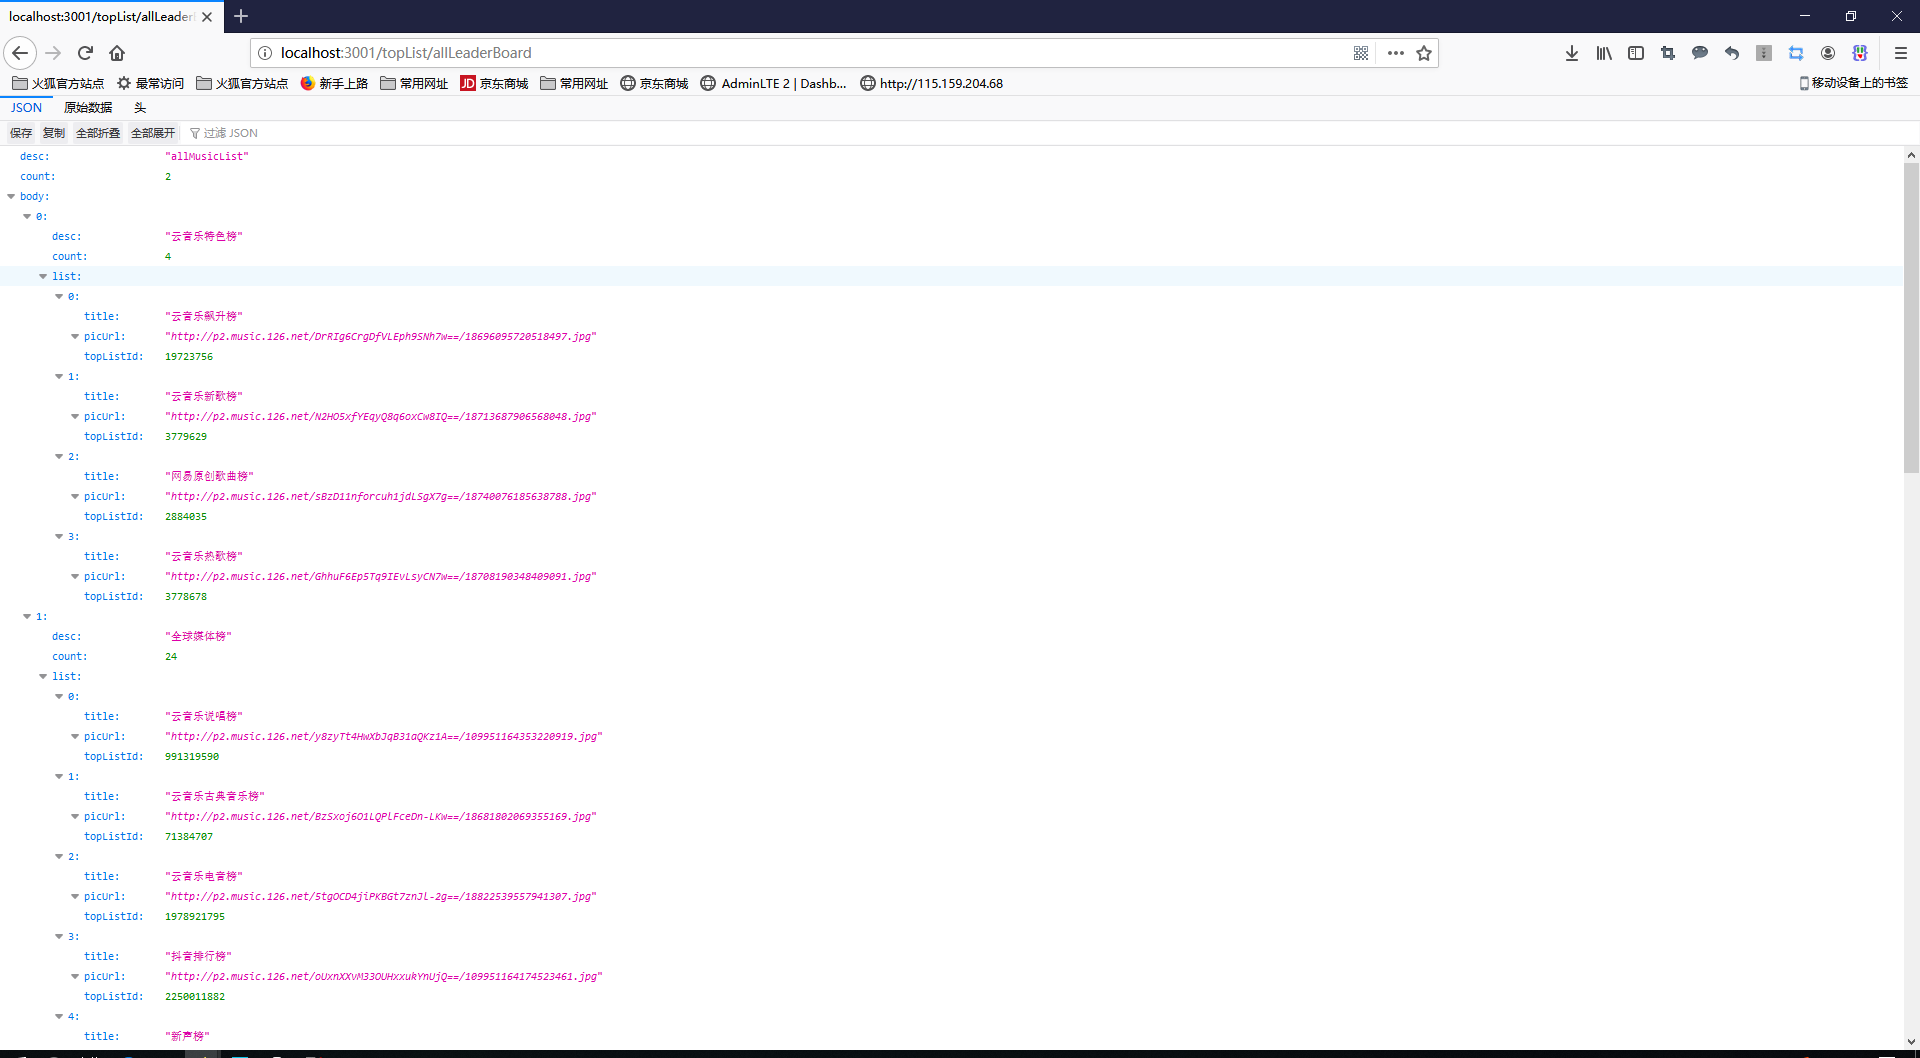 localhost:3001/topList/allLeader
localhost:3001/topList/allLeaderBoard
火狐官方站点 最常访问 火狐官方站点 新手上路 常用网址 JD 京东商城 常用网址 京东商城 AdminLTE 2 | Dashb... http://115.159.204.68 移动设备上的书签
JSON 原始数据 头
保存 复制 全部折叠 全部展开 过滤 JSON
desc: "allMusicList"
count: 2
body:
0:
desc: "云音乐特色榜"
count: 4
list:
0:
title: "云音乐飙升榜"
picUrl: "http://p2.music.126.net/DrRIg6CrgDfVLEph9SNh7w==/18696095720518497.jpg"
topListId: 19723756
1:
title: "云音乐新歌榜"
picUrl: "http://p2.music.126.net/N2HO5xfYEqyQ8q6oxCw8IQ==/18713687906568048.jpg"
topListId: 3779629
2:
title: "网易原创歌曲榜"
picUrl: "http://p2.music.126.net/sBzD11nforcuh1jdLSgX7g==/18740076185638788.jpg"
topListId: 2884035
3:
title: "云音乐热歌榜"
picUrl: "http://p2.music.126.net/GhhuF6Ep5Tq9IEvLsyCN7w==/18708190348409091.jpg"
topListId: 3778678
1:
desc: "全球媒体榜"
count: 24
list:
0:
title: "云音乐说唱榜"
picUrl: "http://p2.music.126.net/y8zyTt4HwXbJqB31aQKz1A==/109951164353220919.jpg"
topListId: 991319590
1:
title: "云音乐古典音乐榜"
picUrl: "http://p2.music.126.net/BzSxoj6O1LQPlFceDn-LKw==/18681802069355169.jpg"
topListId: 71384707
2:
title: "云音乐电音榜"
picUrl: "http://p2.music.126.net/5tgOCD4jiPKBGt7znJl-2g==/18822539557941307.jpg"
topListId: 1978921795
3:
title: "抖音排行榜"
picUrl: "http://p2.music.126.net/oUxnXXvM33OUHxxukYnUjQ==/109951164174523461.jpg"
topListId: 2250011882
4:
title: "新声榜"